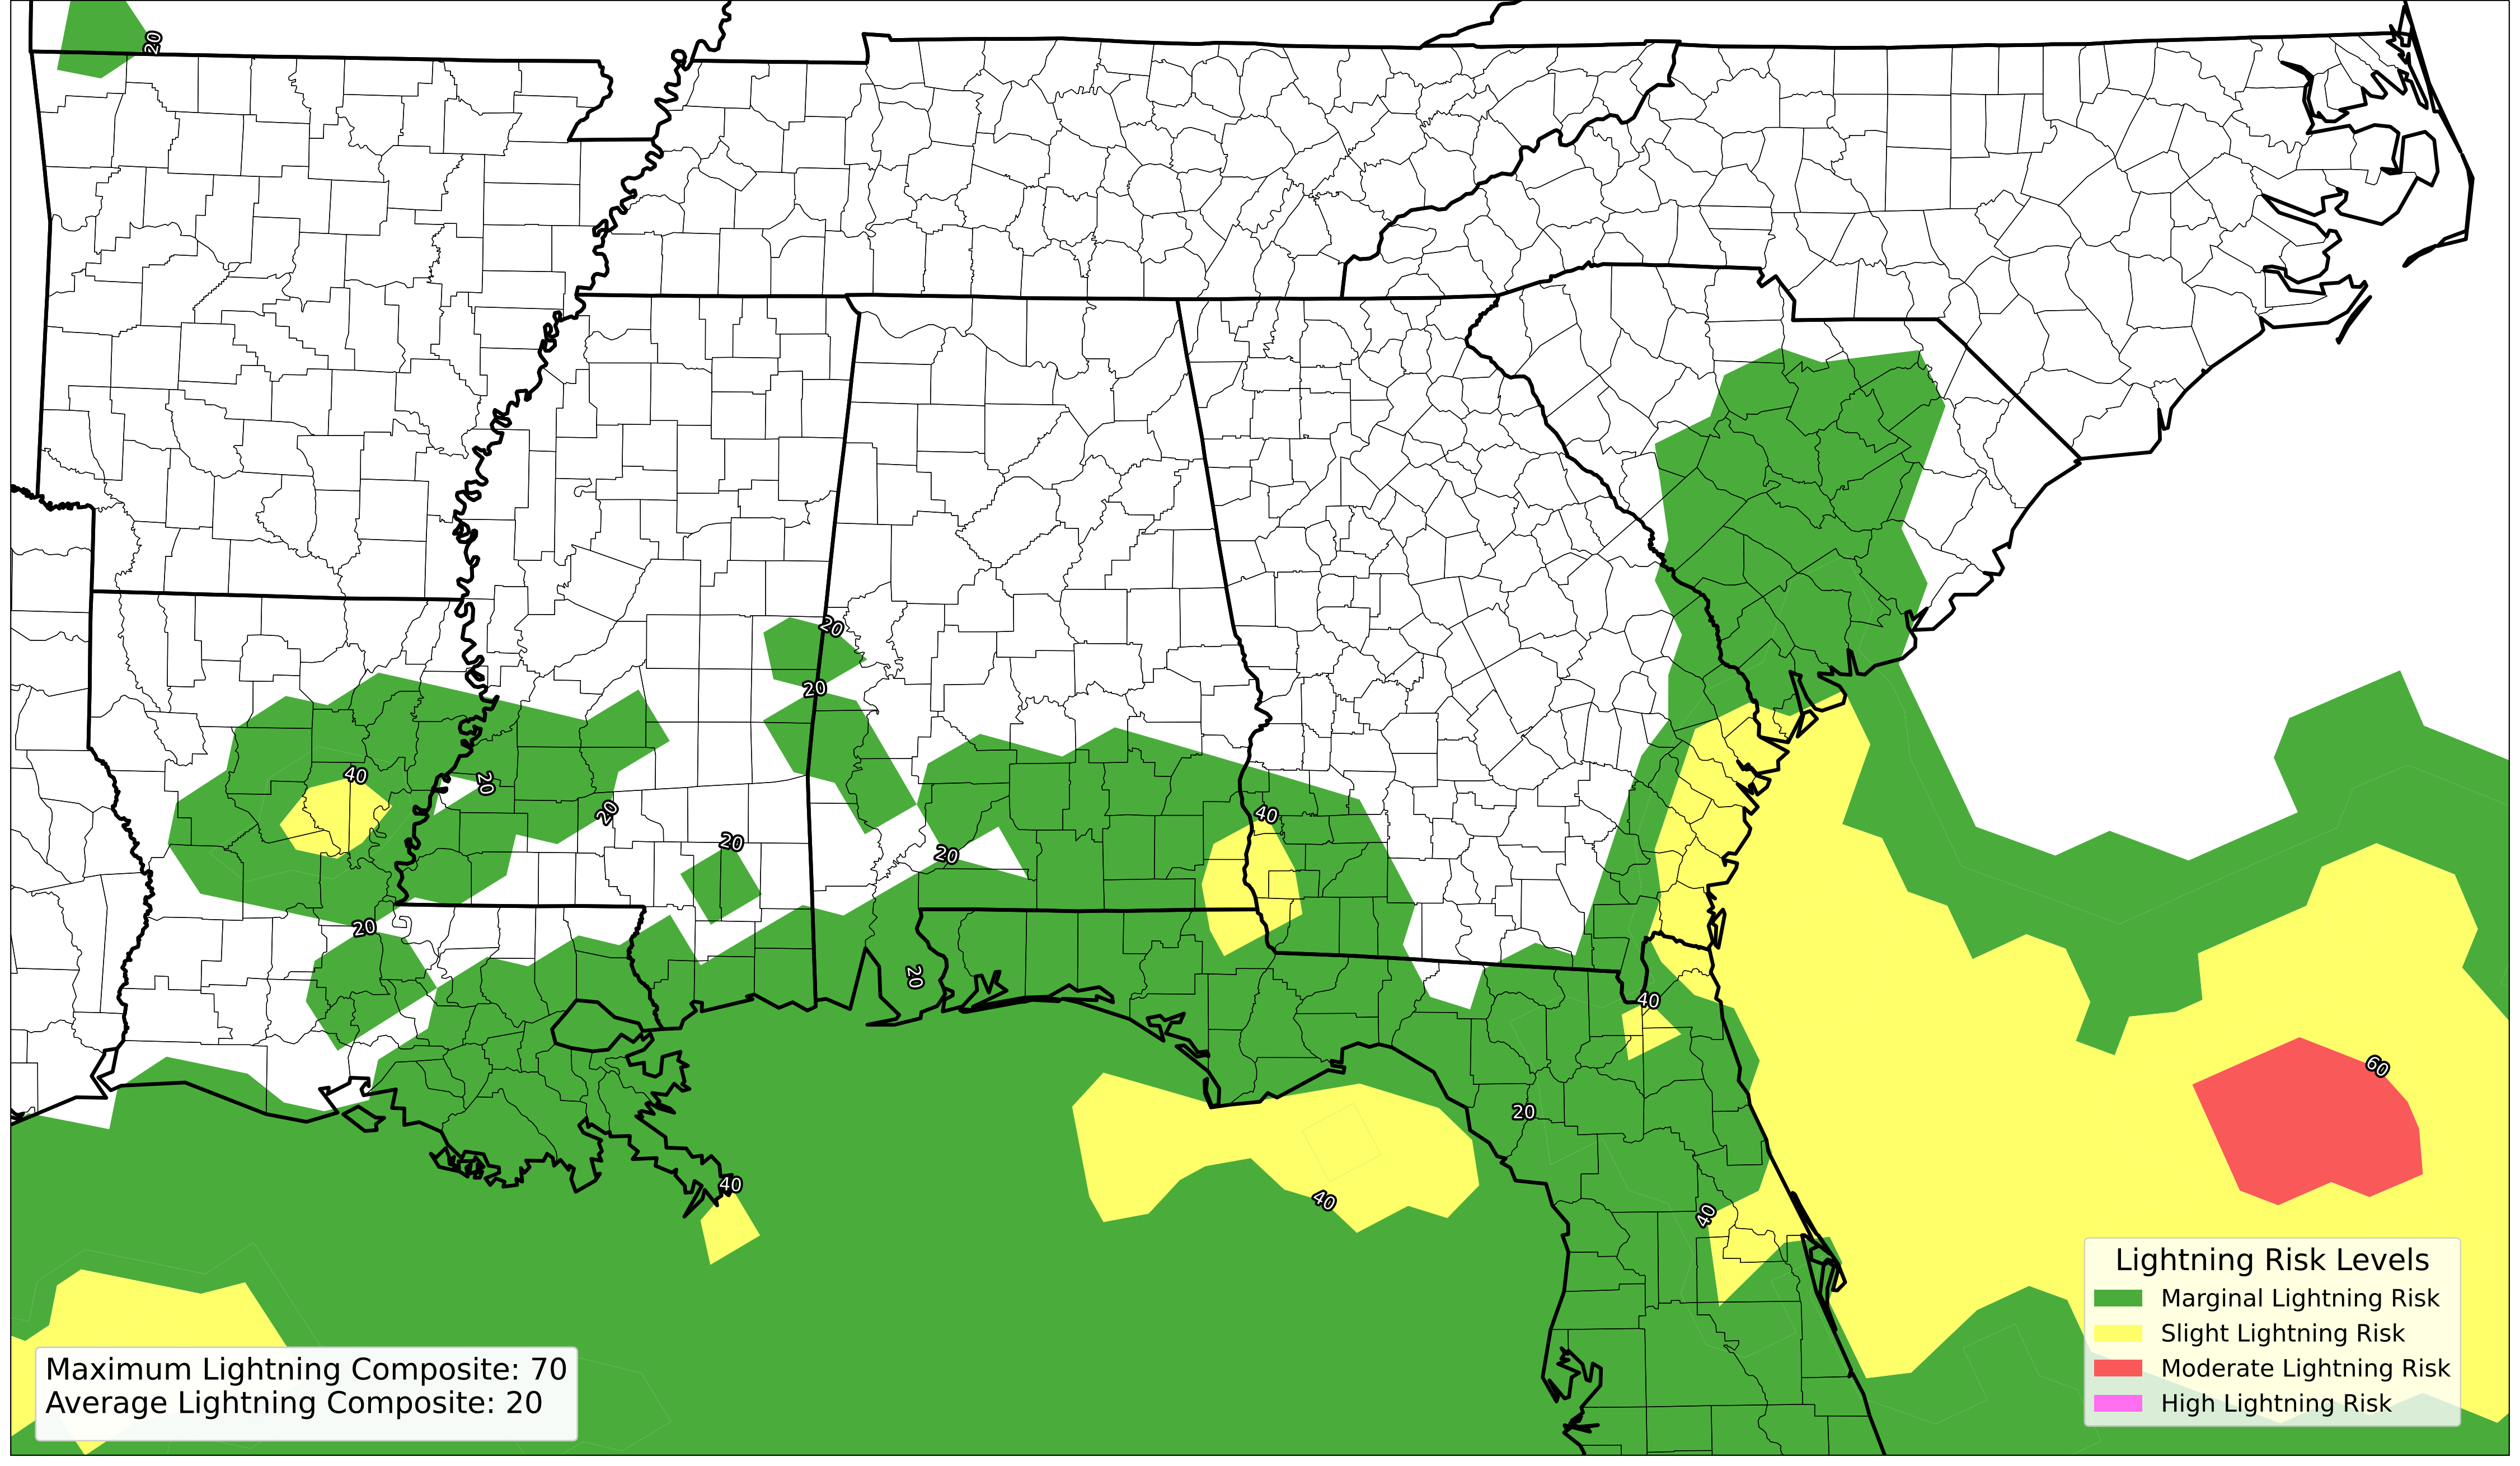 20
20
20
40
20
20
40
20
20
20
20
40
60
20
40
40
40
Lightning Risk Levels
Marginal Lightning Risk
Slight Lightning Risk
Moderate Lightning Risk
High Lightning Risk
Maximum Lightning Composite: 70
Average Lightning Composite: 20